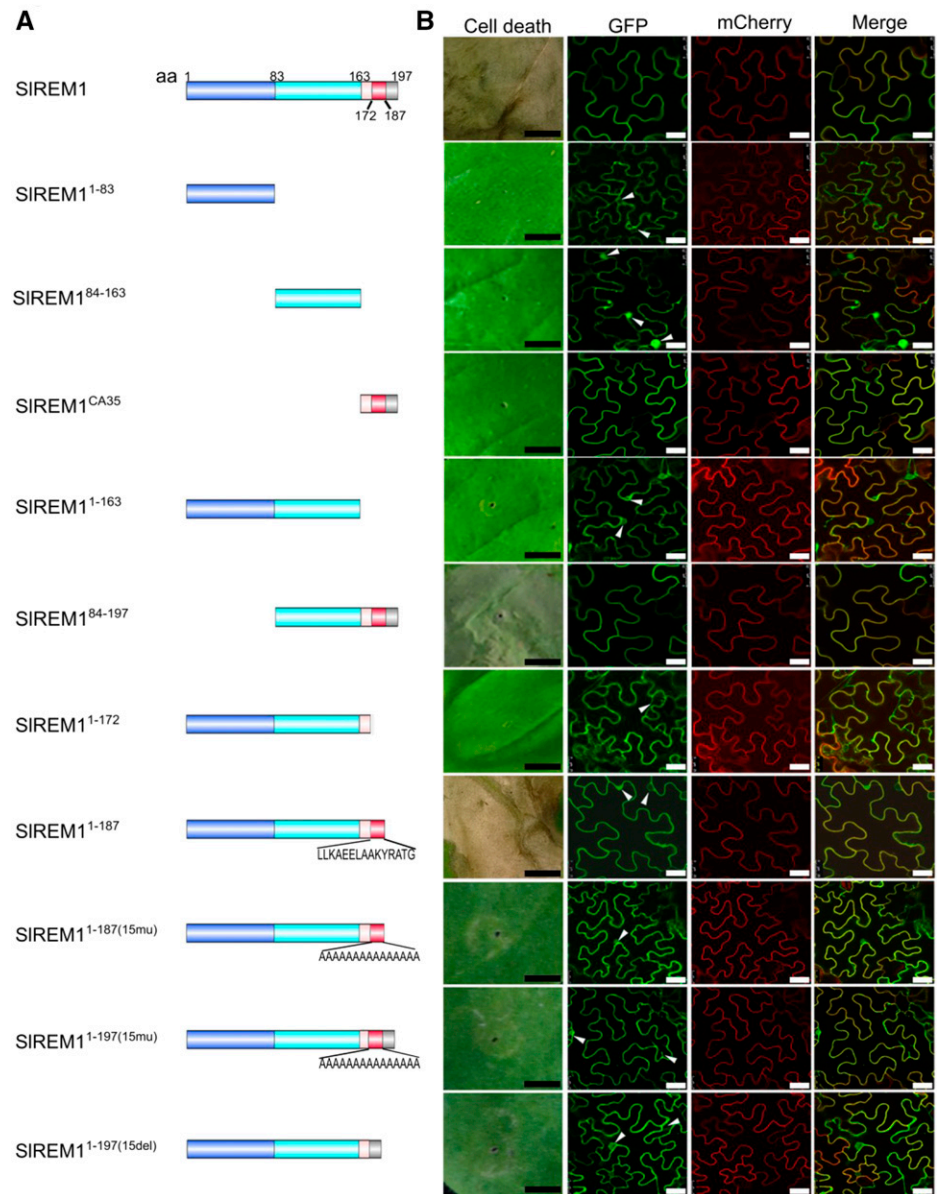 A
B
Cell death GFP mCherry Merge
aa 1 83 163 197
SlREM1
172 187
SlREM1 1-83
SlREM1 84-163
SlREM1 CA35
SlREM1 1-163
SlREM1 84-197
SlREM1 1-172
SlREM1 1-187
LLKAEELAAKYRATG
SlREM1 1-187(15mu)
AAAAAAAAAAAAAAA
SlREM1 1-197(15mu)
AAAAAAAAAAAAAAA
SlREM1 1-197(15del)